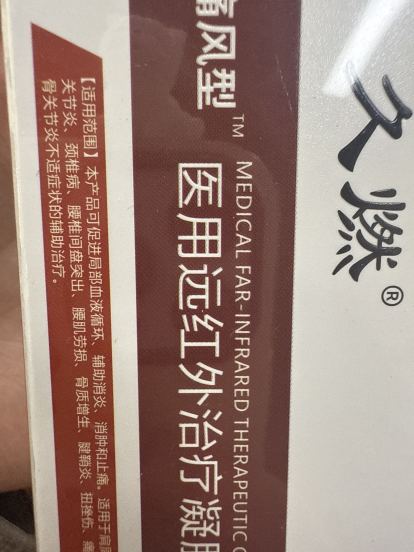 久燃®
痛风型™
MEDICAL FAR-INFRARED THERAPEUTIC
医用远红外治疗凝
【适用范围】本产品可促进局部血液循环、辅助消炎、消肿和止痛。适用于肩
关节炎、颈椎病、腰椎间盘突出、腰肌劳损、骨质增生、腱鞘炎、扭挫伤、痛
骨关节炎不适症状的辅助治疗。